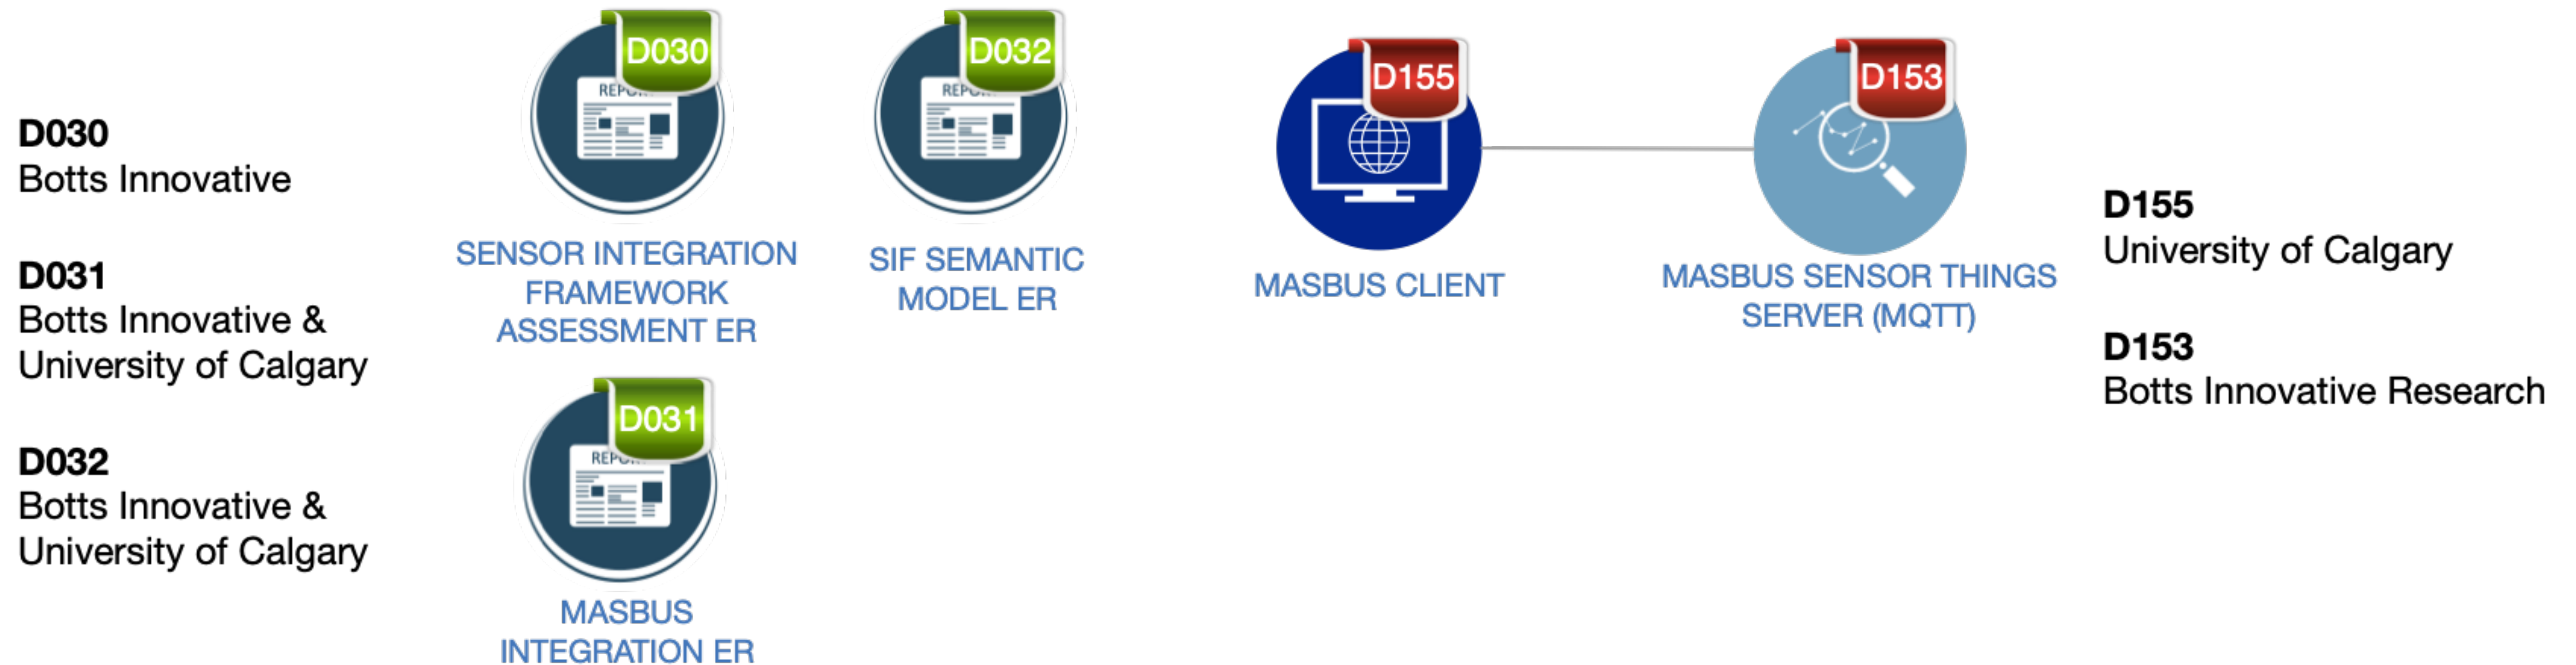 D030
Botts Innovative
D031
Botts Innovative &
University of Calgary
D032
Botts Innovative &
University of Calgary
D030
SENSOR INTEGRATION
FRAMEWORK
ASSESSMENT ER
D032
SIF SEMANTIC
MODEL ER
D031
MASBUS
INTEGRATION ER
D155
MASBUS CLIENT
D153
MASBUS SENSOR THINGS
SERVER (MQTT)
D155
University of Calgary
D153
Botts Innovative Research